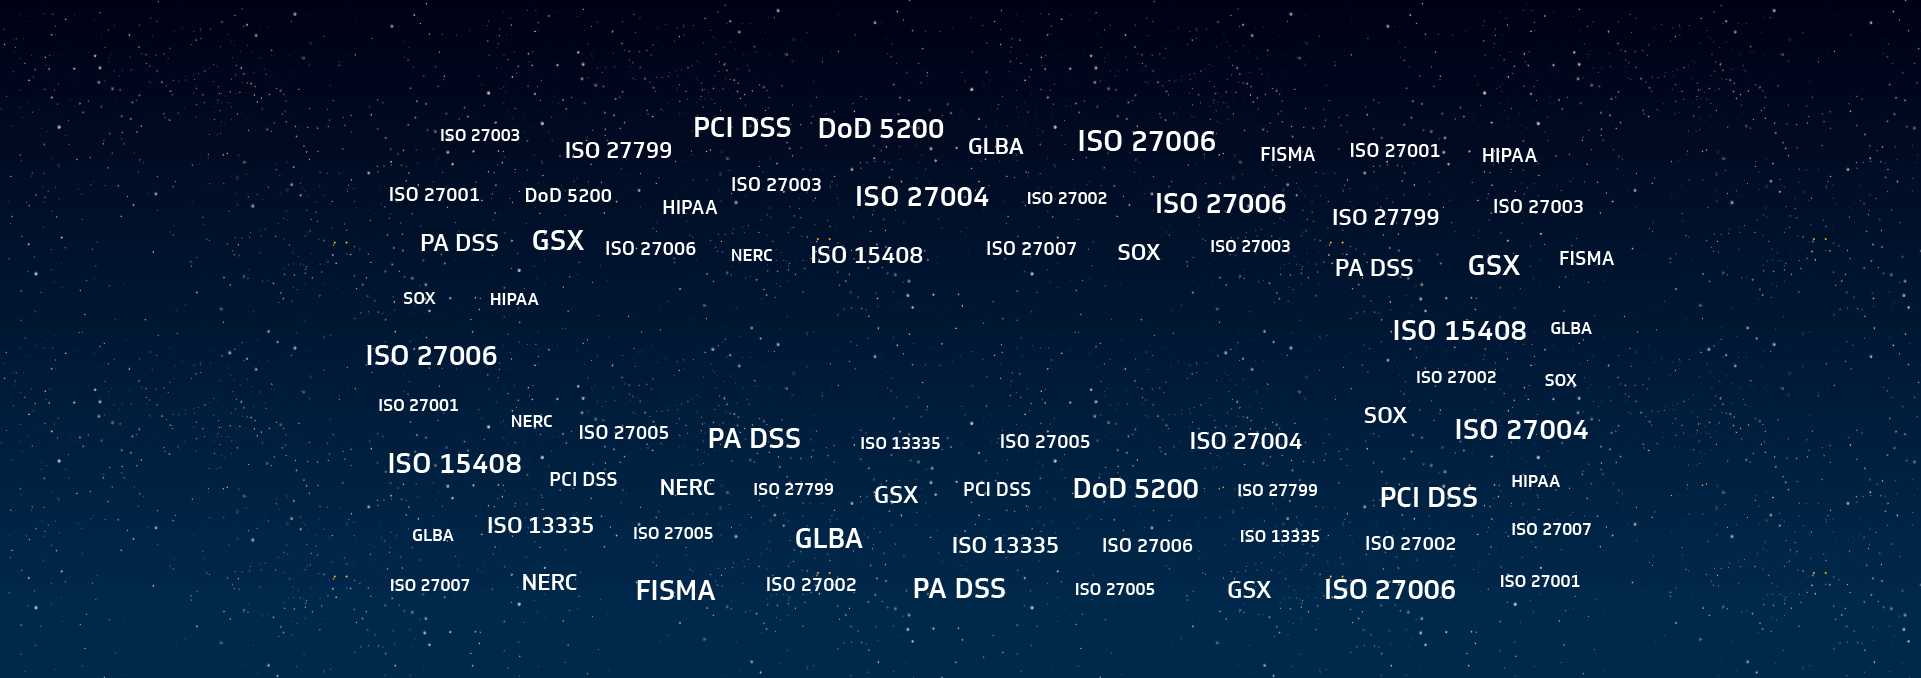 ISO 27003 ISO 27799 PCI DSS DoD 5200 GLBA ISO 27006 FISMA ISO 27001 HIPAA
ISO 27001 DoD 5200 HIPAA ISO 27003 ISO 27004 ISO 27002 ISO 27006 ISO 27799 ISO 27003
PA DSS GSX ISO 27006 NERC ISO 15408 ISO 27007 SOX ISO 27003 PA DSS GSX FISMA
SOX HIPAA
ISO 15408 GLBA
ISO 27006
ISO 27002 SOX
ISO 27001 NERC ISO 27005 PA DSS ISO 13335 ISO 27005 ISO 27004 SOX ISO 27004
ISO 15408 PCI DSS NERC ISO 27799 GSX PCI DSS DoD 5200 ISO 27799 PCI DSS HIPAA
GLBA ISO 13335 ISO 27005 GLBA ISO 13335 ISO 27006 ISO 13335 ISO 27002 ISO 27007
ISO 27007 NERC FISMA ISO 27002 PA DSS ISO 27005 GSX ISO 27006 ISO 27001